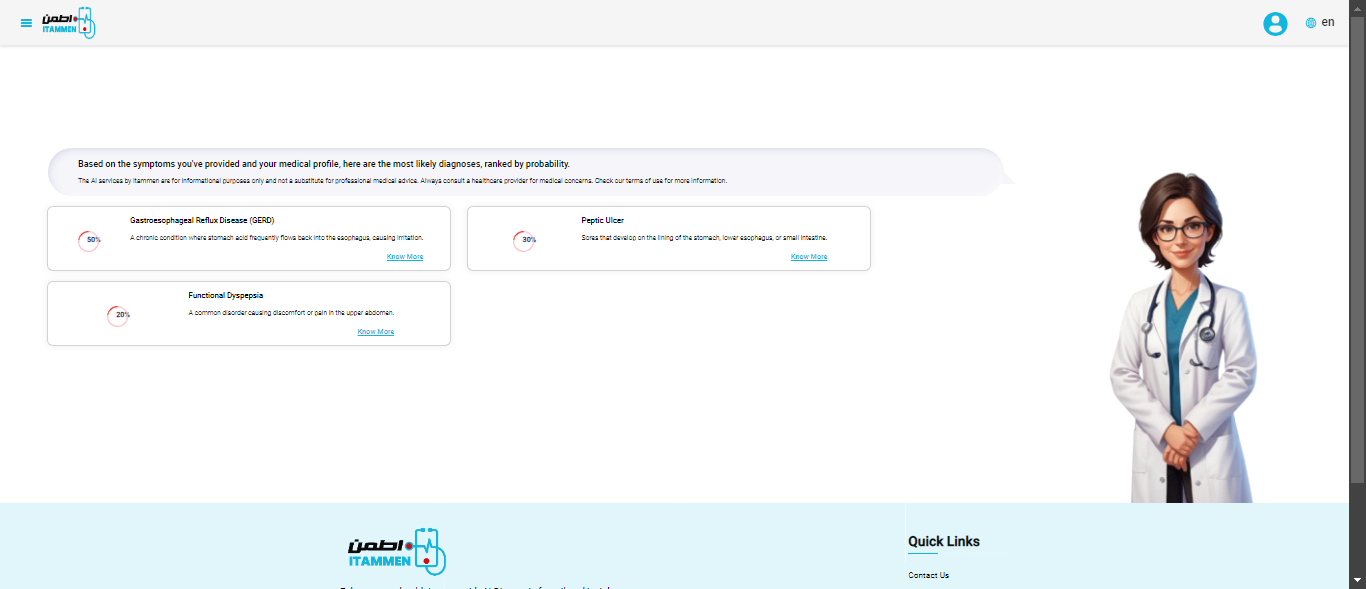 اطمن
ITAMMEN
en
Based on the symptoms you've provided and your medical profile, here are the most likely diagnoses, ranked by probability.
The AI services by Itammen are for informational purposes only and not a substitute for professional medical advice. Always consult a healthcare provider for medical concerns. Check our terms of use for more information.
Gastroesophageal Reflux Disease (GERD)
50%
A chronic condition where stomach acid frequently flows back into the esophagus, causing irritation.
Know More
Peptic Ulcer
30%
Sores that develop on the lining of the stomach, lower esophagus, or small intestine.
Know More
Functional Dyspepsia
20%
A common disorder causing discomfort or pain in the upper abdomen.
Know More
اطمن
ITAMMEN
Quick Links
Contact Us